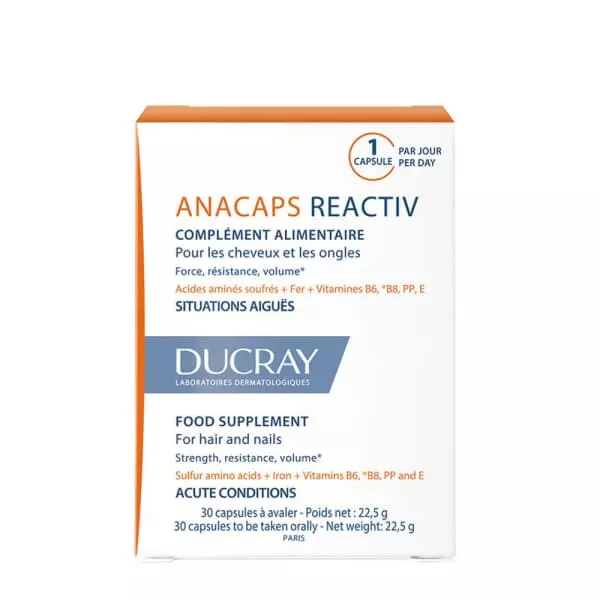 1
CAPSULE
PAR JOUR
PER DAY
ANACAPS REACTIV
COMPLÉMENT ALIMENTAIRE
Pour les cheveux et les ongles
Force, résistance, volume*
Acides aminés soufrés + Fer + Vitamines B6, *B8, PP, E
SITUATIONS AIGUËS
DUCRAY
LABORATOIRES DERMATOLOGIQUES
FOOD SUPPLEMENT
For hair and nails
Strength, resistance, volume*
Sulfur amino acids + Iron + Vitamins B6, *B8, PP and E
ACUTE CONDITIONS
30 capsules à avaler - Poids net : 22,5 g
30 capsules to be taken orally - Net weight: 22,5 g
PARIS